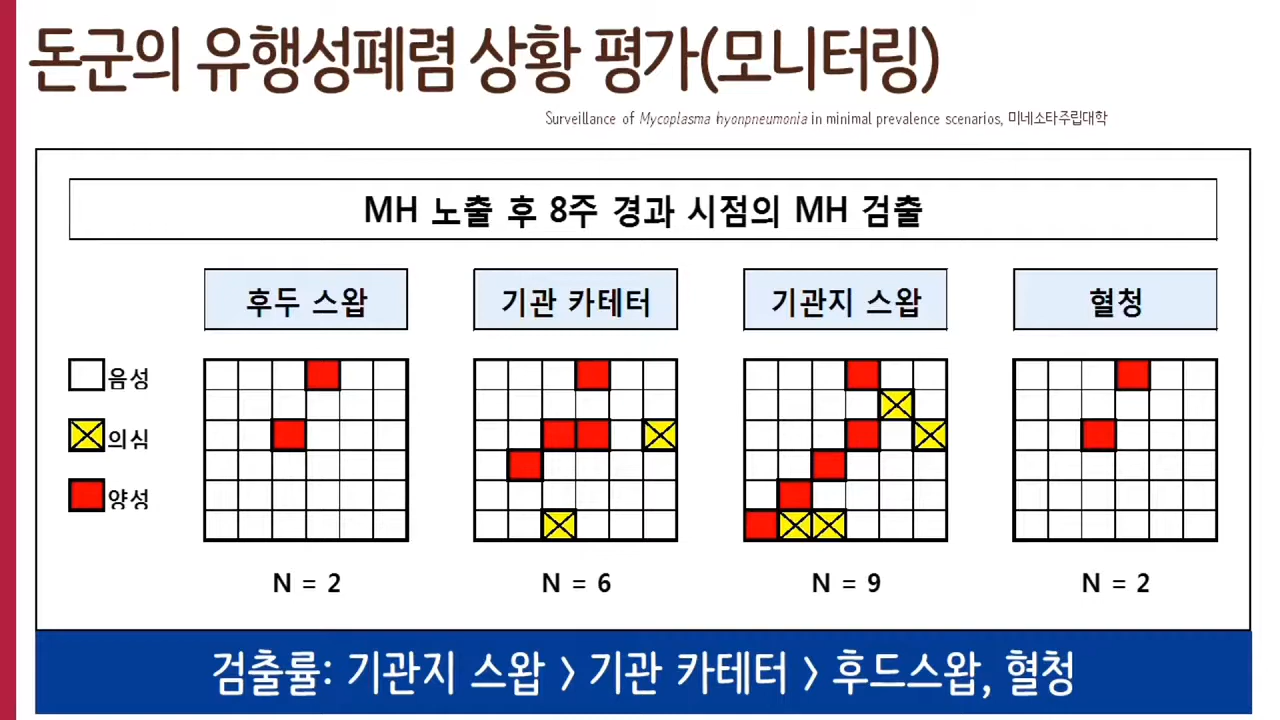 돈군의 유행성폐렴 상황 평가(모니터링)
Surveillance of Mycoplasma hyonpneumonia in minimal prevalence scenarios, 미네소타주립대학
MH 노출 후 8주 경과 시점의 MH 검출
후두 스왑 기관 카테터 기관지 스왑 혈청
음성
의심
양성
N = 2 N = 6 N = 9 N = 2
검출률: 기관지 스왑 > 기관 카테터 > 후드스왑, 혈청